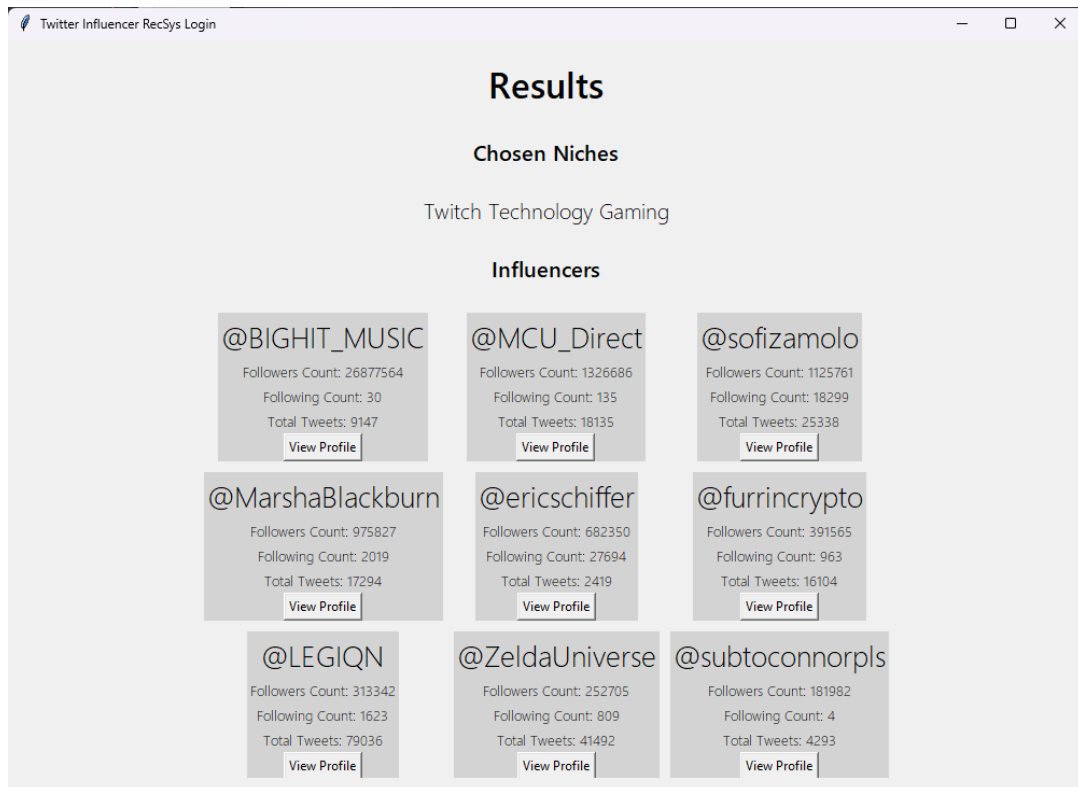 Twitter Influencer RecSys Login
Results
Chosen Niches
Twitch Technology Gaming
Influencers
@BIGHIT_MUSIC
Followers Count: 26877564
Following Count: 30
Total Tweets: 9147
View Profile
@MCU_Direct
Followers Count: 1326686
Following Count: 135
Total Tweets: 18135
View Profile
@sofizamolo
Followers Count: 1125761
Following Count: 18299
Total Tweets: 25338
View Profile
@MarshaBlackburn
Followers Count: 975827
Following Count: 2019
Total Tweets: 17294
View Profile
@ericschiffer
Followers Count: 682350
Following Count: 27694
Total Tweets: 2419
View Profile
@furrincrypto
Followers Count: 391565
Following Count: 963
Total Tweets: 16104
View Profile
@LEGIQN
Followers Count: 313342
Following Count: 1623
Total Tweets: 79036
View Profile
@ZeldaUniverse
Followers Count: 252705
Following Count: 809
Total Tweets: 41492
View Profile
@subtoconnorpls
Followers Count: 181982
Following Count: 4
Total Tweets: 4293
View Profile